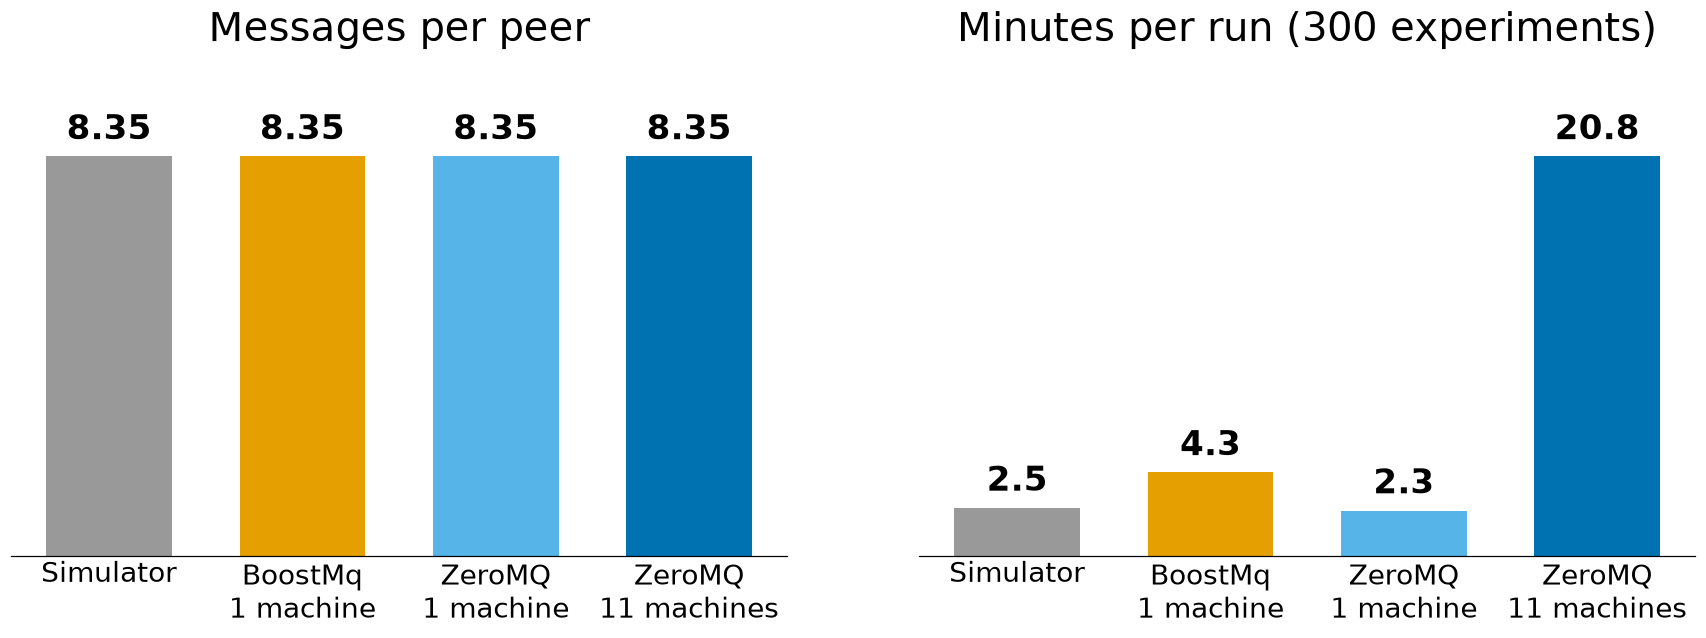 Messages per peer
8.35
8.35
8.35
8.35
Simulator
BoostMq
1 machine
ZeroMQ
1 machine
ZeroMQ
11 machines
Minutes per run (300 experiments)
2.5
4.3
2.3
20.8
Simulator
BoostMq
1 machine
ZeroMQ
1 machine
ZeroMQ
11 machines